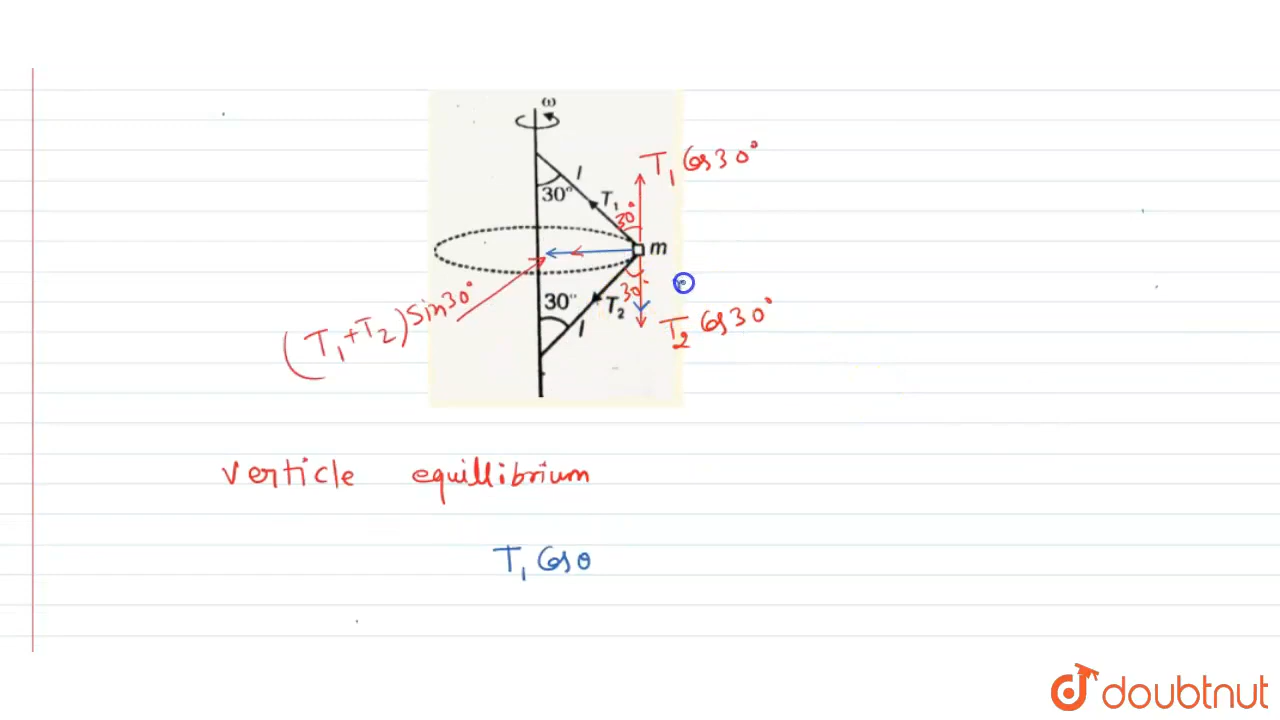 ω
T₁ Cos30°
l
30°
T₁
30°
m
30°
30°
T₂
l
(T₁+T₂) Sin30°
T₂ Cos30°
Verticle equillibrium
T₁ Cosθ
doubtnut